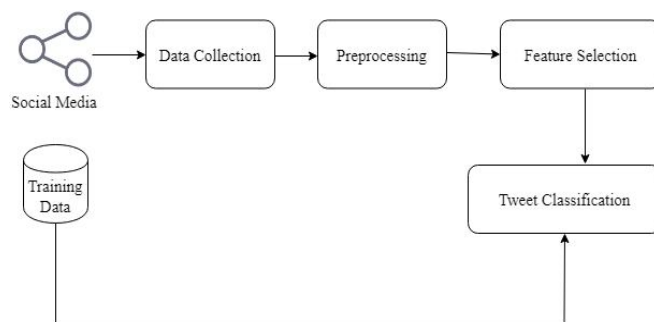 Social Media
Data Collection
Preprocessing
Feature Selection
Training
Data
Tweet Classification